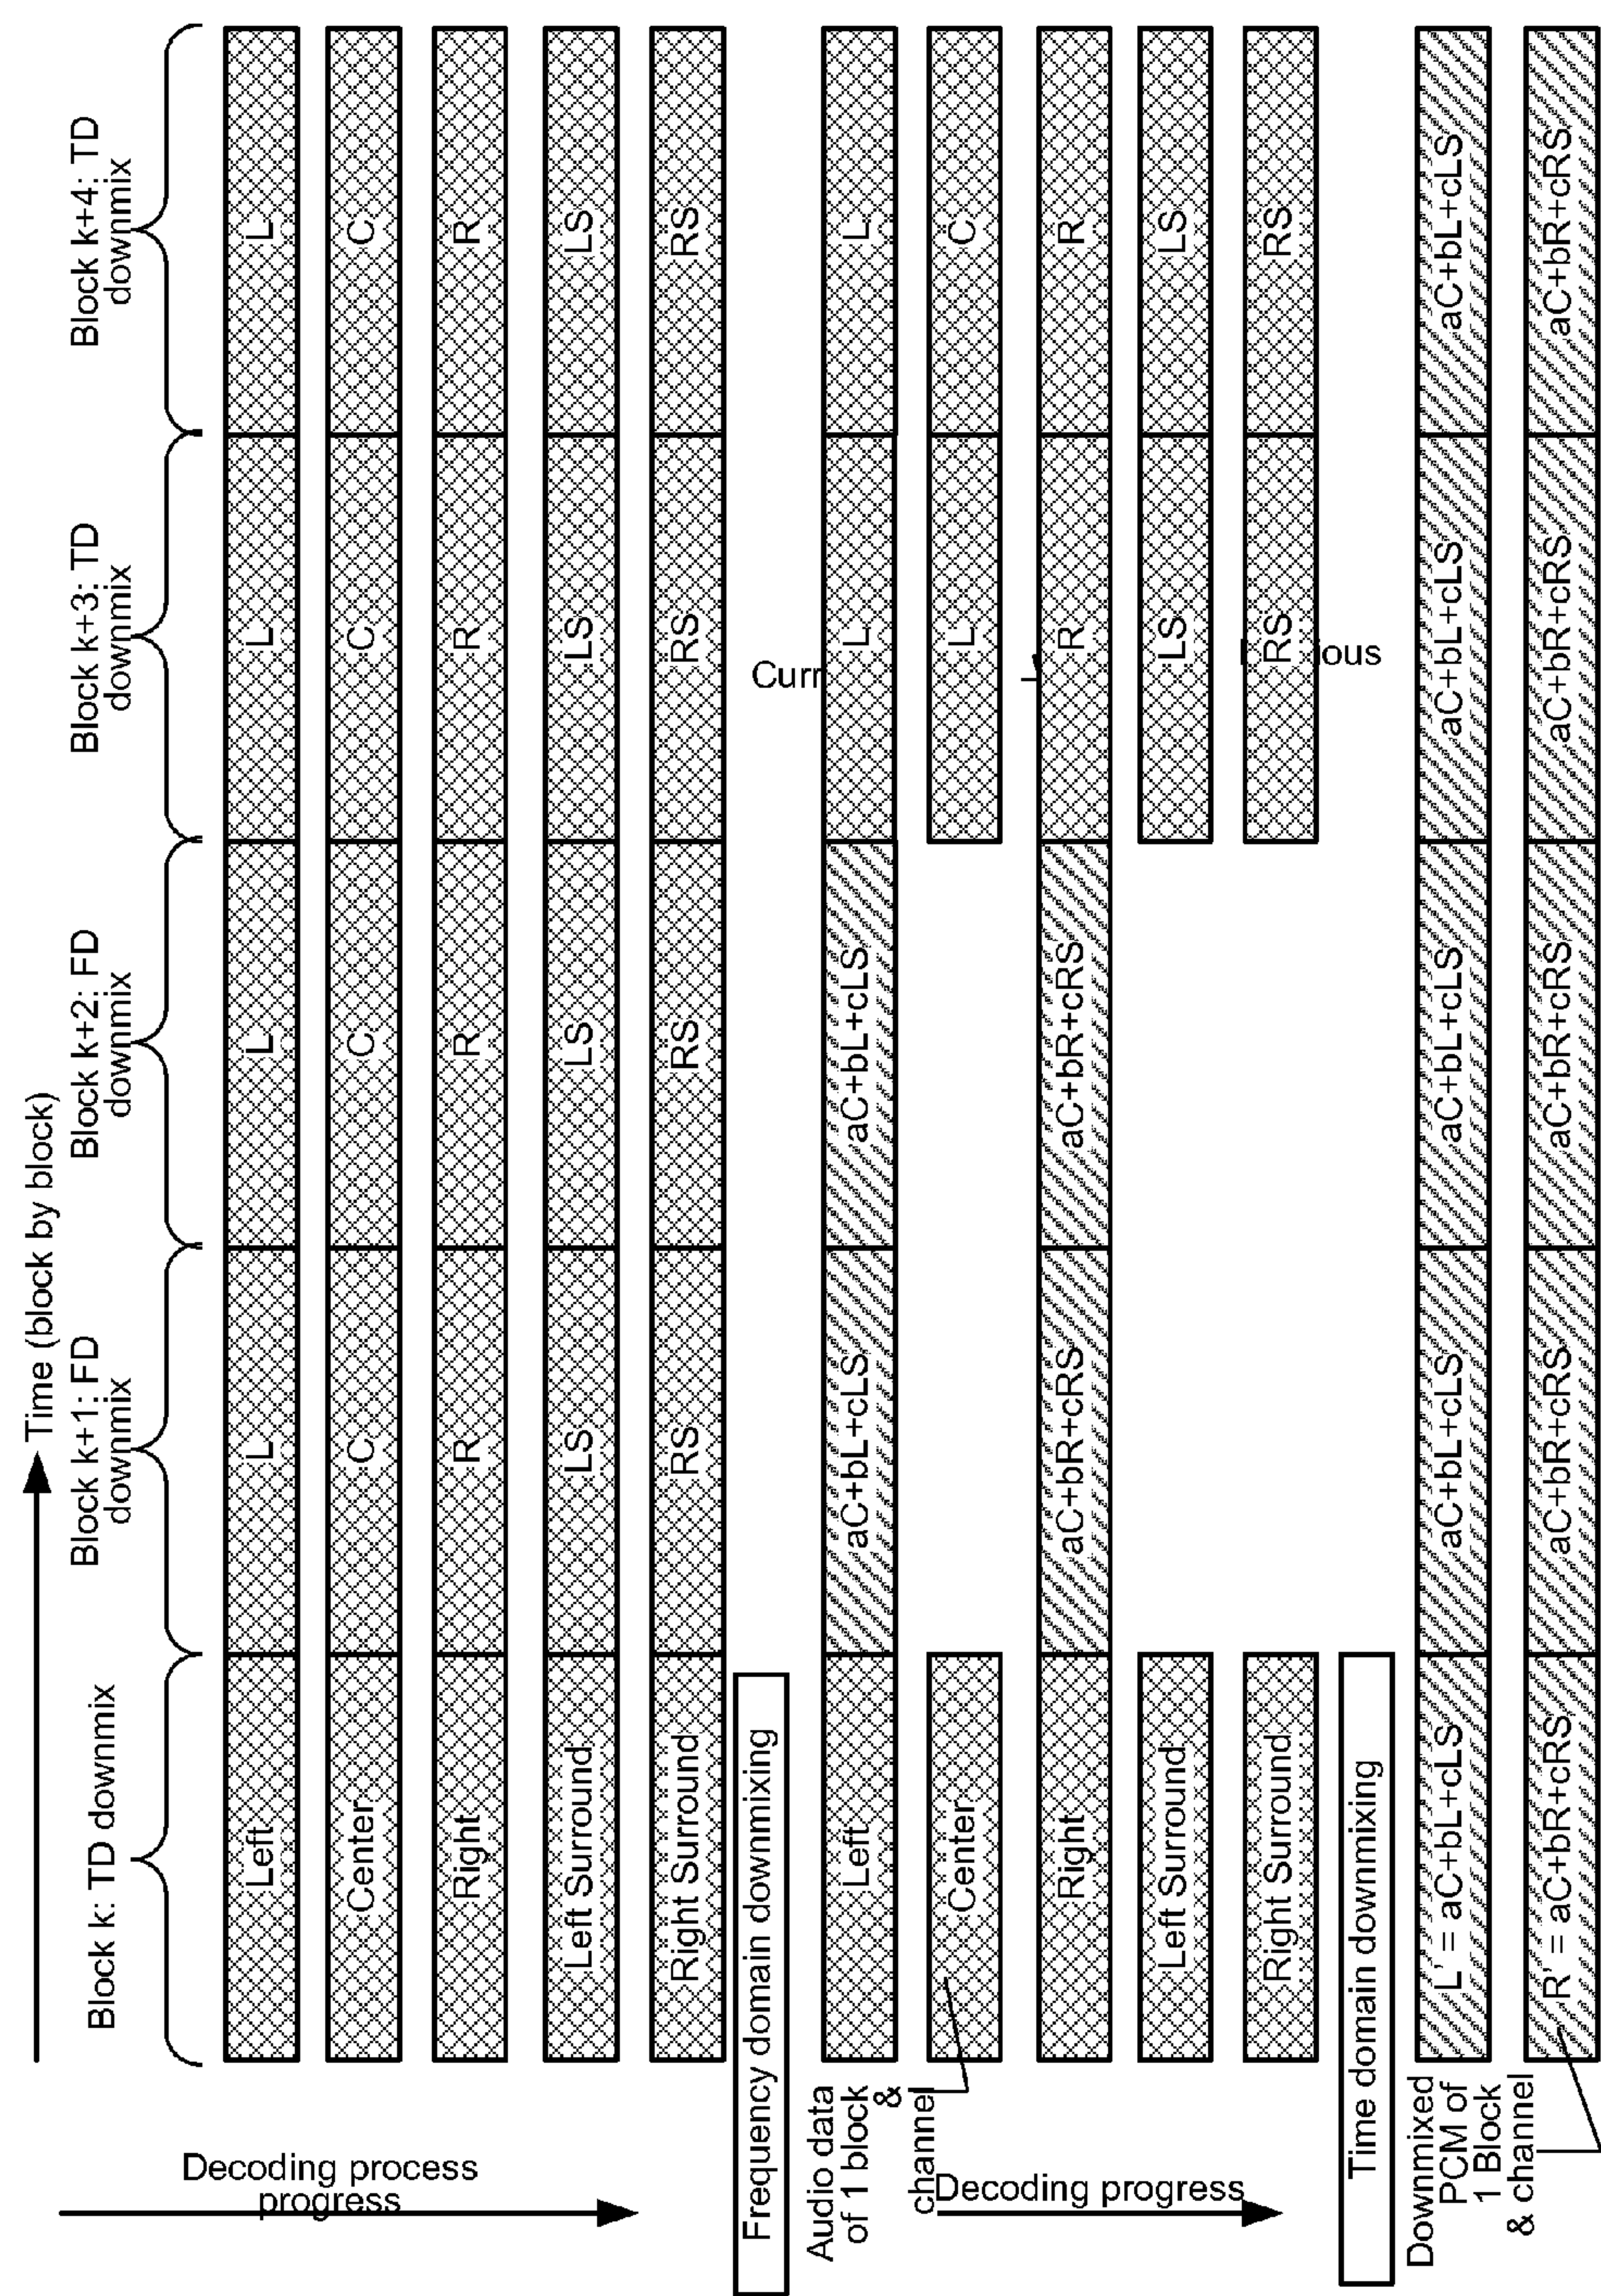 Time (block by block)
Block k: TD downmix
Block k+1: FD
downmix
Block k+2: FD
downmix
Block k+3: TD
downmix
Block k+4: TD
downmix
Left L L L L
Center C C C C
Right R R R R
Left Surround LS LS LS LS
Right Surround RS RS RS RS
Decoding process
progress
Frequency domain downmixing
Curr
Left aC+bL+cLS aC+bL+cLS L L
Center L C
Right aC+bR+cRS aC+bR+cRS R R
Left Surround LS LS
Right Surround RS RS
ious
Audio data
of 1 block
&
channel
Decoding progress
Time domain downmixing
L' = aC+bL+cLS aC+bL+cLS aC+bL+cLS aC+bL+cLS aC+bL+cLS
R' = aC+bR+cRS aC+bR+cRS aC+bR+cRS aC+bR+cRS aC+bR+cRS
Downmixed
PCM of
1 Block
& channel